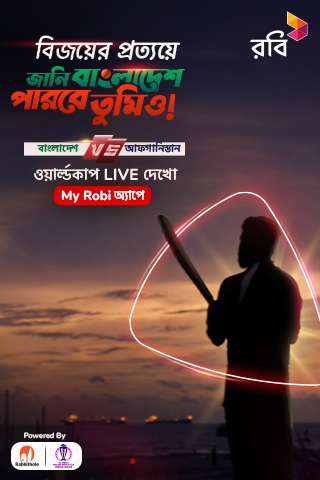 বিজয়ের প্রত্যয়ে
রবি
জানি বাংলাদেশ
পারবে তুমিও!
বাংলাদেশ VS আফগানিস্তান
ওয়ার্ল্ডকাপ LIVE দেখো
My Robi অ্যাপে
Powered By
Rabbithole